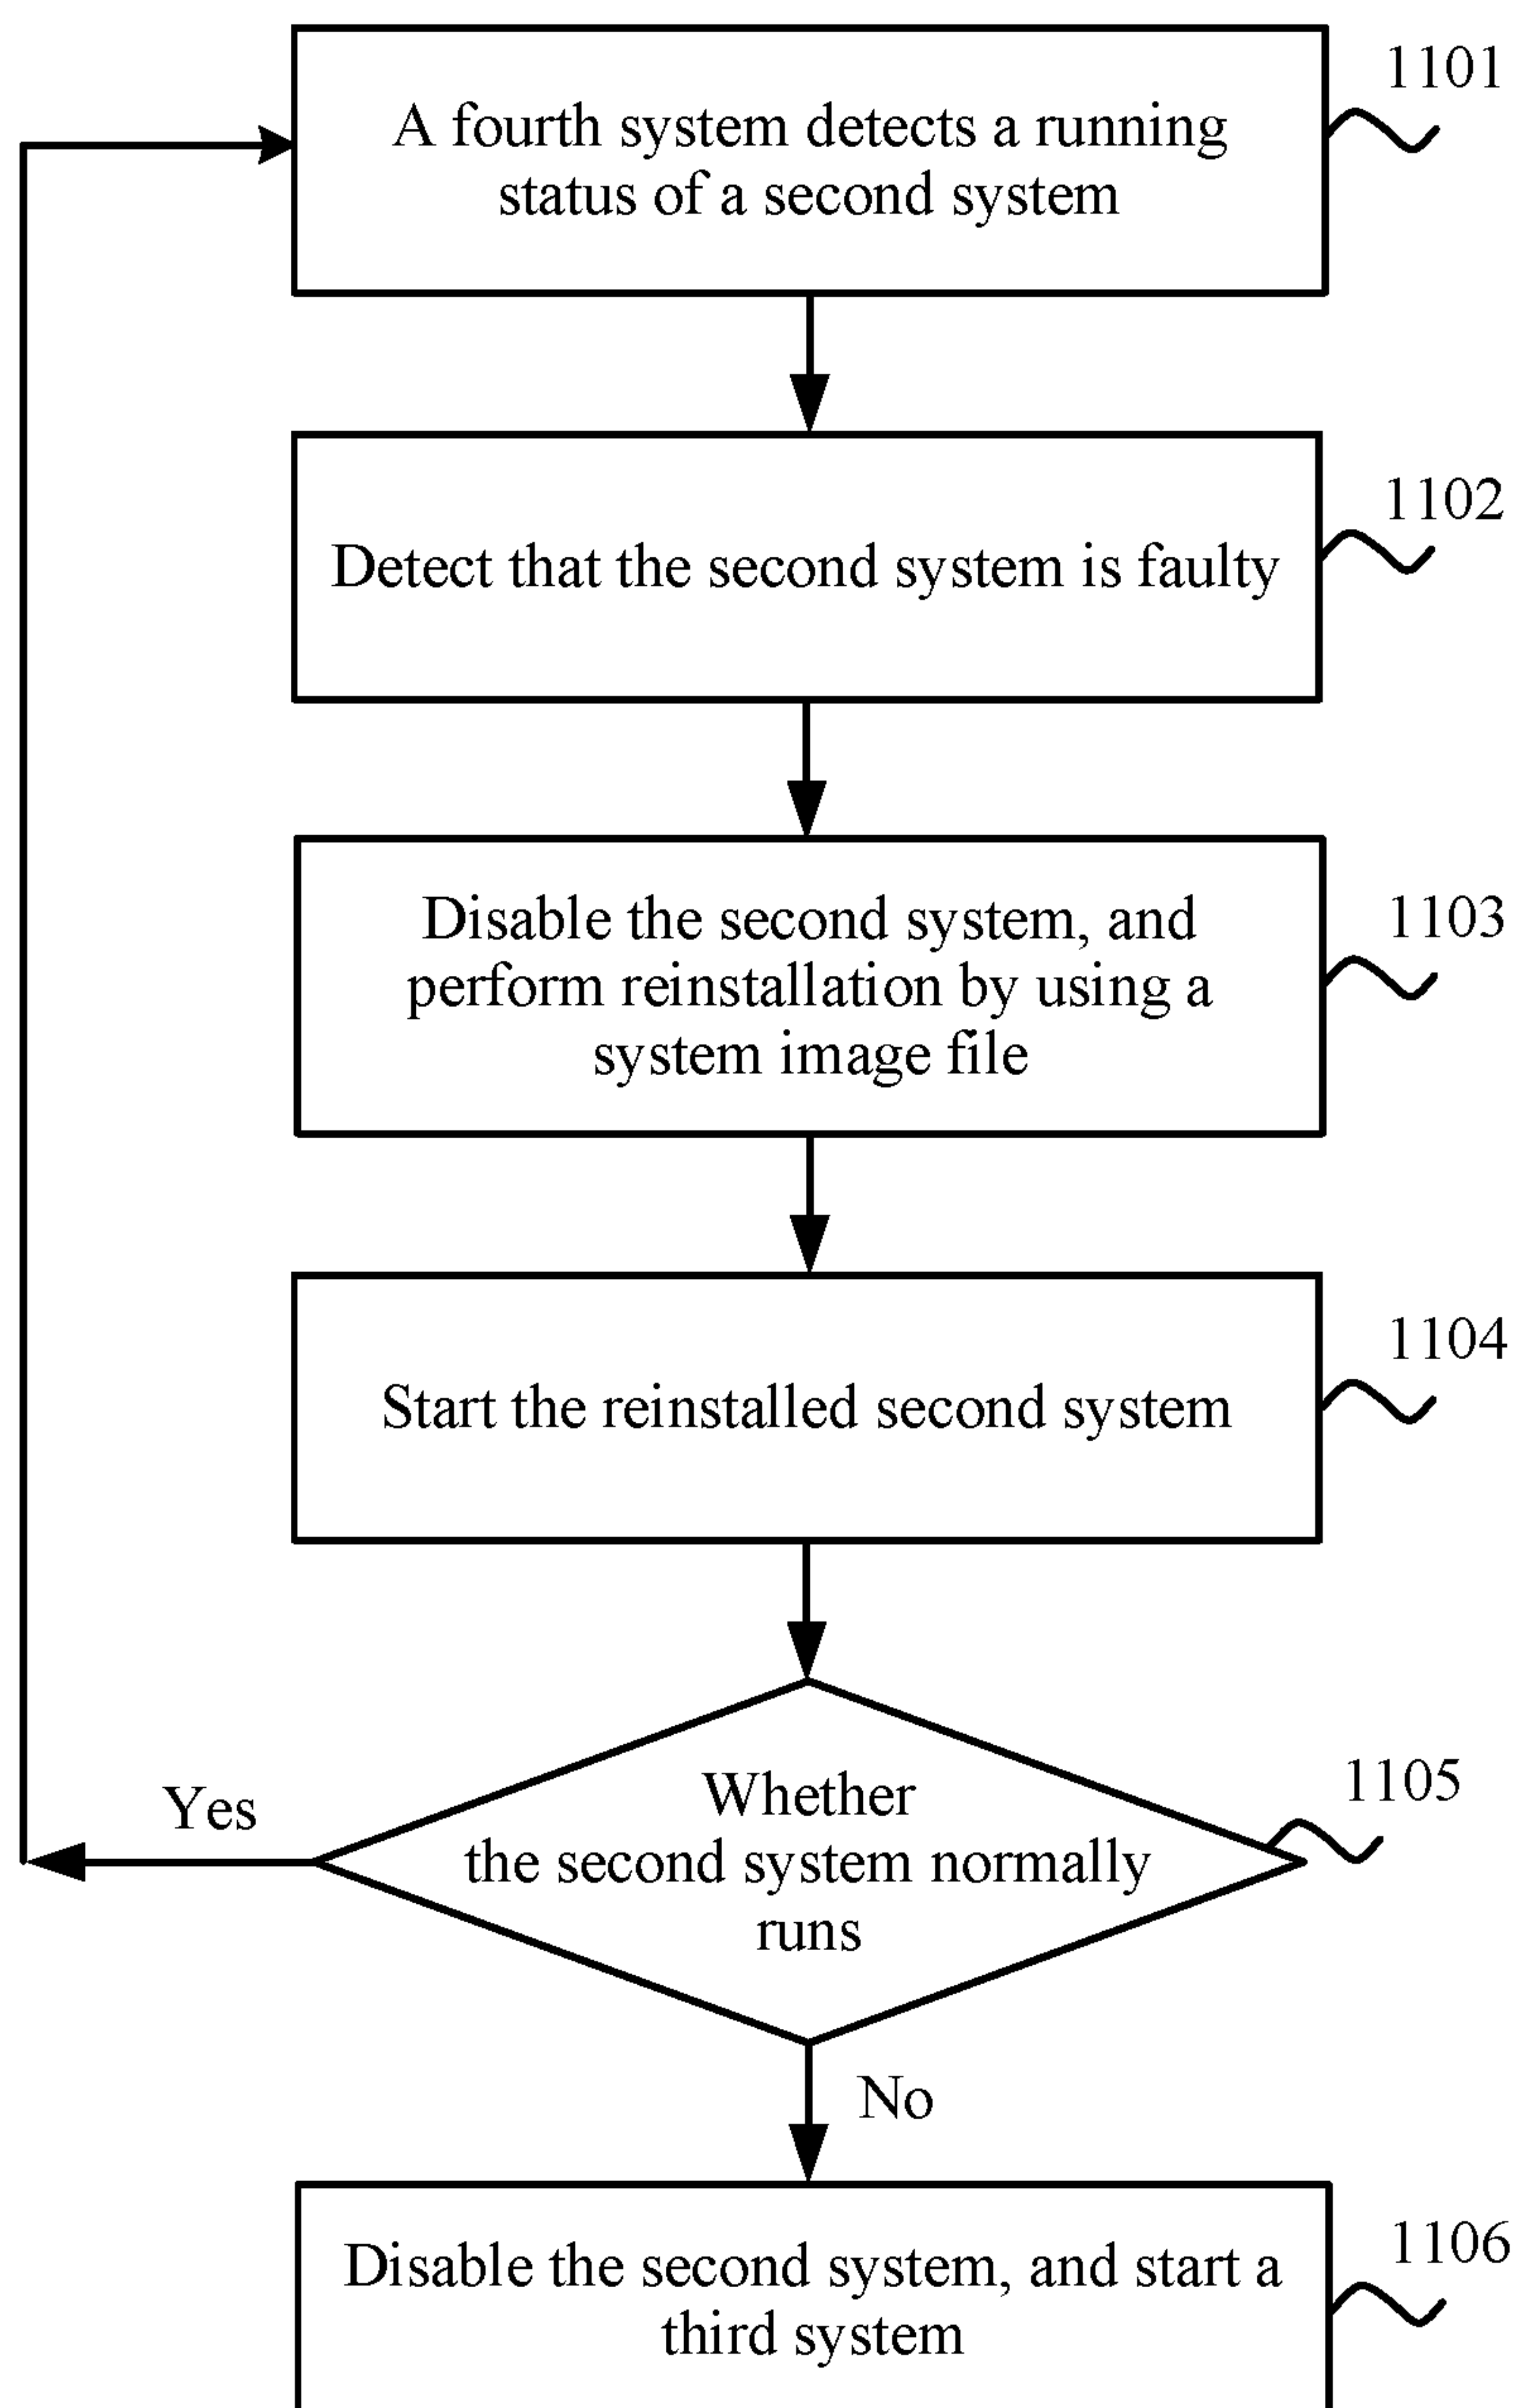 1101
A fourth system detects a running
status of a second system
1102
Detect that the second system is faulty
1103
Disable the second system, and
perform reinstallation by using a
system image file
1104
Start the reinstalled second system
1105
Whether
the second system normally
runs
Yes
No
1106
Disable the second system, and start a
third system